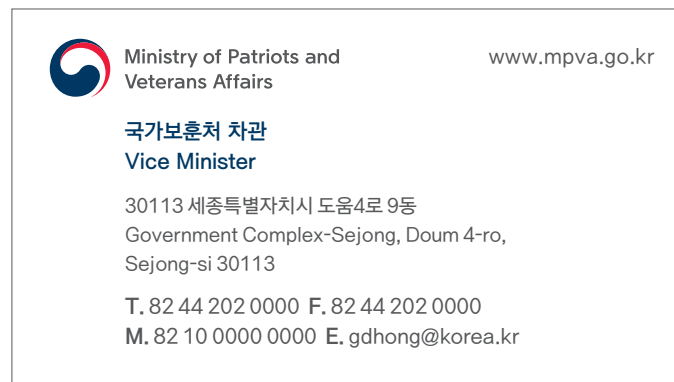 Ministry of Patriots and
Veterans Affairs
www.mpva.go.kr
국가보훈처 차관
Vice Minister
30113 세종특별자치시 도움4로 9동
Government Complex-Sejong, Doum 4-ro,
Sejong-si 30113
T. 82 44 202 0000 F. 82 44 202 0000
M. 82 10 0000 0000 E. gdhong@korea.kr